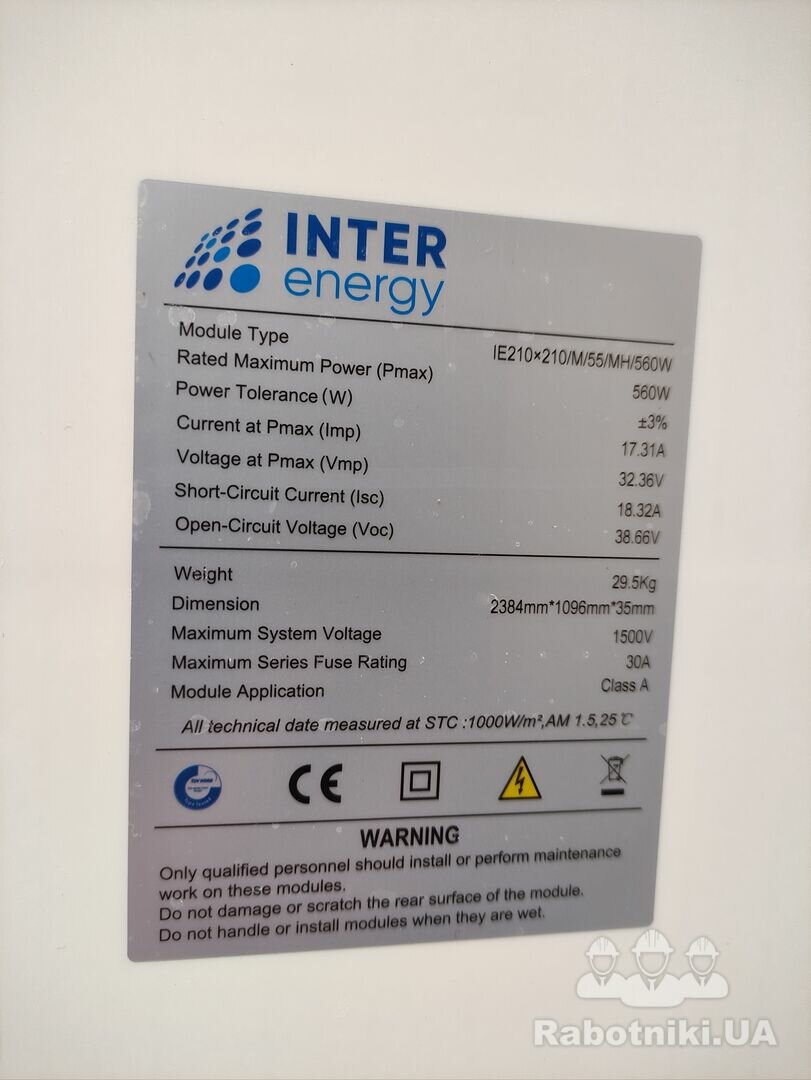 INTER
energy
Module Type IE210×210/M/55/MH/560W
Rated Maximum Power (Pmax) 560W
Power Tolerance (W) ±3%
Current at Pmax (Imp) 17.31A
Voltage at Pmax (Vmp) 32.36V
Short-Circuit Current (Isc) 18.32A
Open-Circuit Voltage (Voc) 38.66V
Weight 29.5Kg
Dimension 2384mm*1096mm*35mm
Maximum System Voltage 1500V
Maximum Series Fuse Rating 30A
Module Application Class A
All technical date measured at STC :1000W/m²,AM 1.5,25℃
TUV NORD
CE
WARNING
Only qualified personnel should install or perform maintenance
work on these modules.
Do not damage or scratch the rear surface of the module.
Do not handle or install modules when they are wet.
Rabotniki.UA